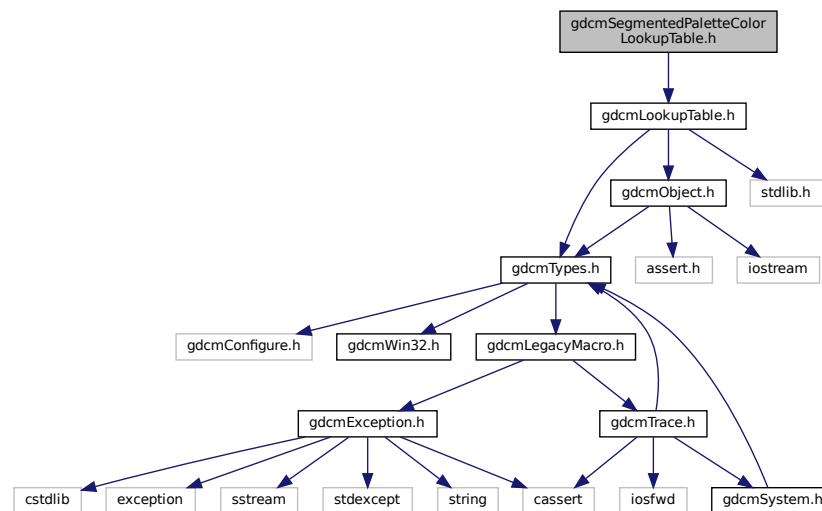 gdcmSegmentedPaletteColor
LookupTable.h
gdcmLookupTable.h
gdcmObject.h
stdlib.h
gdcmTypes.h
assert.h
iostream
gdcmConfigure.h
gdcmWin32.h
gdcmLegacyMacro.h
gdcmException.h
gdcmTrace.h
cstdlib
exception
sstream
stdexcept
string
cassert
iosfwd
gdcmSystem.h